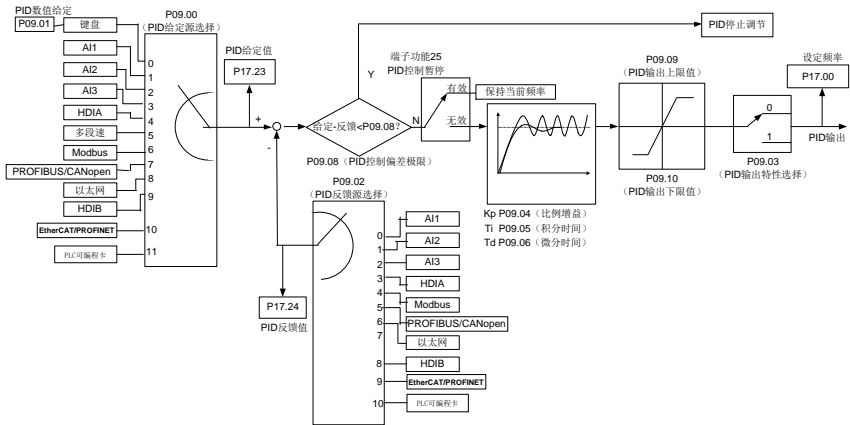 PID数值给定
P09.01
键盘
AI1
AI2
AI3
HDIA
多段速
Modbus
PROFIBUS/CANopen
以太网
HDIB
EtherCAT/PROFINET
PLC可编程卡
P09.00
(PID给定源选择)
0
1
2
3
4
5
6
7
8
9
10
11
PID给定值
P17.23
+
-
Y
给定-反馈<P09.08?
N
P09.08(PID控制偏差极限)
端子功能25
PID控制暂停
有效
无效
保持当前频率
PID停止调节
Kp P09.04(比例增益)
Ti P09.05(积分时间)
Td P09.06(微分时间)
P09.09
(PID输出上限值)
P09.10
(PID输出下限值)
0
1
P09.03
(PID输出特性选择)
设定频率
P17.00
PID输出
P09.02
(PID反馈源选择)
0
1
2
3
4
5
6
7
8
9
10
AI1
AI2
AI3
HDIA
Modbus
PROFIBUS/CANopen
以太网
HDIB
EtherCAT/PROFINET
PLC可编程卡
P17.24
PID反馈值